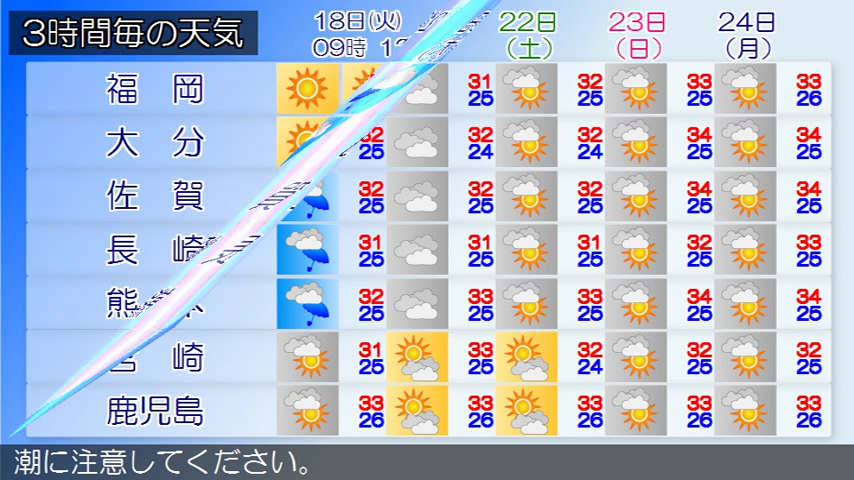 3時間毎の天気
18日(火) 22日 23日 24日
09時 (土) (日) (月)
福岡 31 25 32 25 33 25 33 26
大分 32 25 32 24 32 24 34 25 34 25
佐賀 32 25 32 25 32 25 34 25 34 25
長崎 31 25 31 25 31 25 32 25 33 25
熊 32 25 33 25 33 25 34 25 34 25
宮崎 31 25 33 25 32 24 32 25 32 25
鹿児島 33 26 33 26 33 26 33 26 33 26
潮に注意してください。